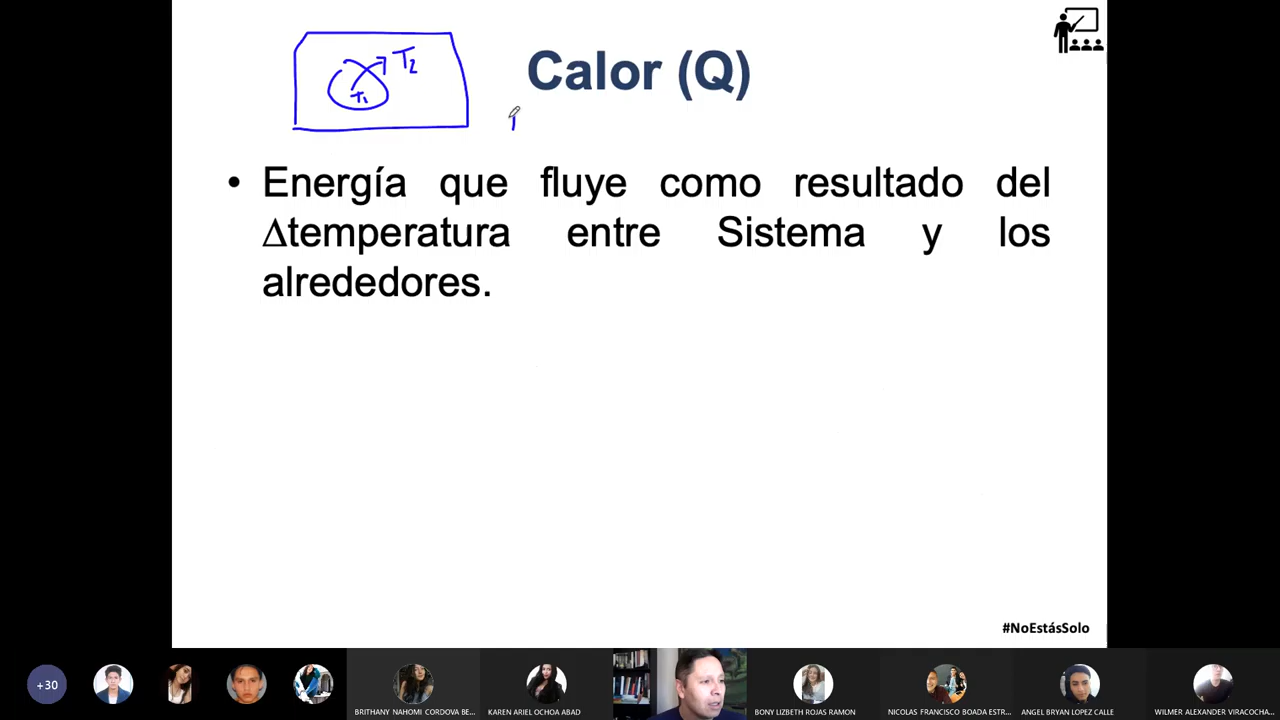 T2
T1
Calor (Q)
• Energía que fluye como resultado del
∆temperatura entre Sistema y los
alrededores.
#NoEstásSolo
+30
BRITHANY NAHOMI CORDOVA BE...
KAREN ARIEL OCHOA ABAD
BONY LIZBETH ROJAS RAMON
NICOLAS FRANCISCO BOADA ESTR...
ANGEL BRYAN LOPEZ CALLE
WILMER ALEXANDER VIRACOCHA...